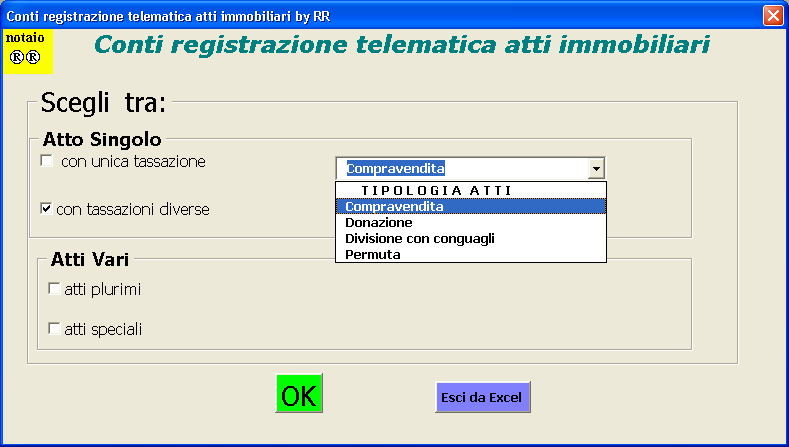 Conti registrazione telematica atti immobiliari by RR
notaio
®®
Conti registrazione telematica atti immobiliari
Scegli tra:
Atto Singolo
con unica tassazione
Compravendita
T I P O L O G I A A T T I
Compravendita
con tassazioni diverse
Donazione
Divisione con conguagli
Permuta
Atti Vari
atti plurimi
atti speciali
OK
Esci da Excel